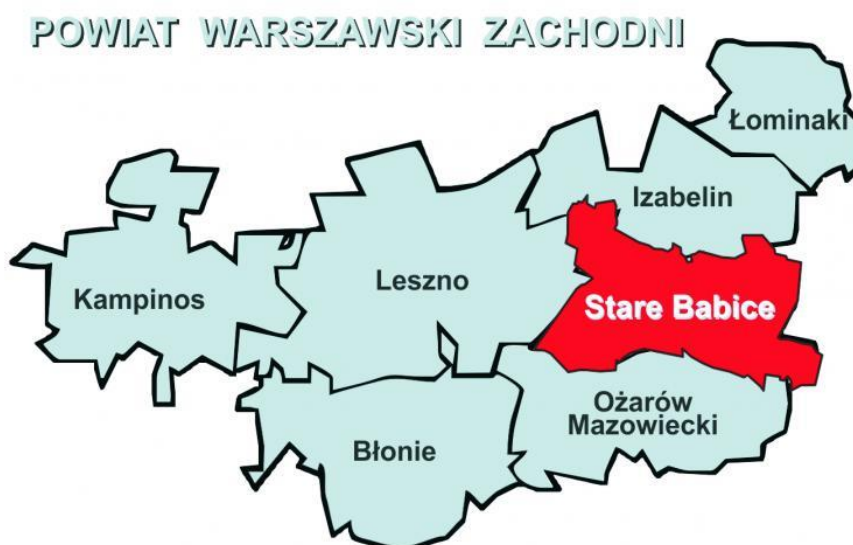 POWIAT WARSZAWSKI ZACHODNI
Łominaki
Izabelin
Leszno
Kampinos
Stare Babice
Ożarów
Mazowiecki
Błonie